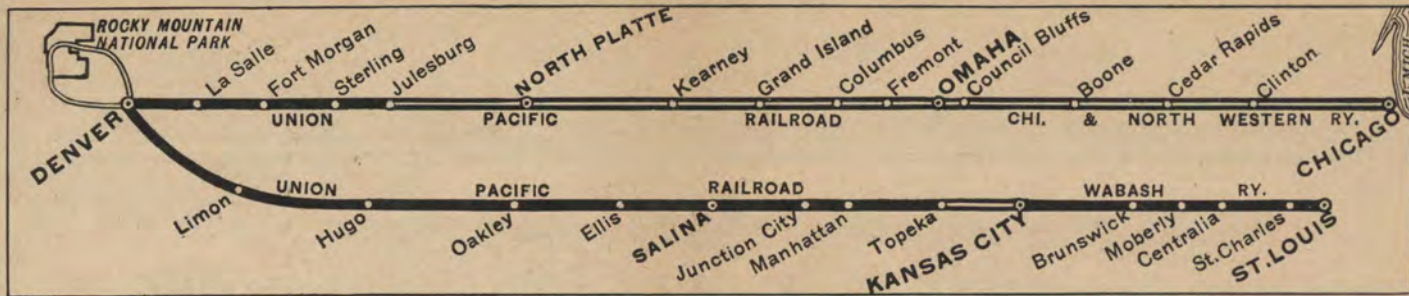 ROCKY MOUNTAIN
NATIONAL PARK
DENVER
La Salle
Fort Morgan
Sterling
Julesburg
NORTH PLATTE
Kearney
Grand Island
Columbus
Fremont
OMAHA
Council Bluffs
Boone
Cedar Rapids
Clinton
CHICAGO
UNION PACIFIC RAILROAD CHI. & NORTH WESTERN RY.
UNION PACIFIC RAILROAD WABASH RY.
Limon
Hugo
Oakley
Ellis
SALINA
Junction City
Manhattan
Topeka
KANSAS CITY
Brunswick
Moberly
Centralia
St. Charles
ST. LOUIS